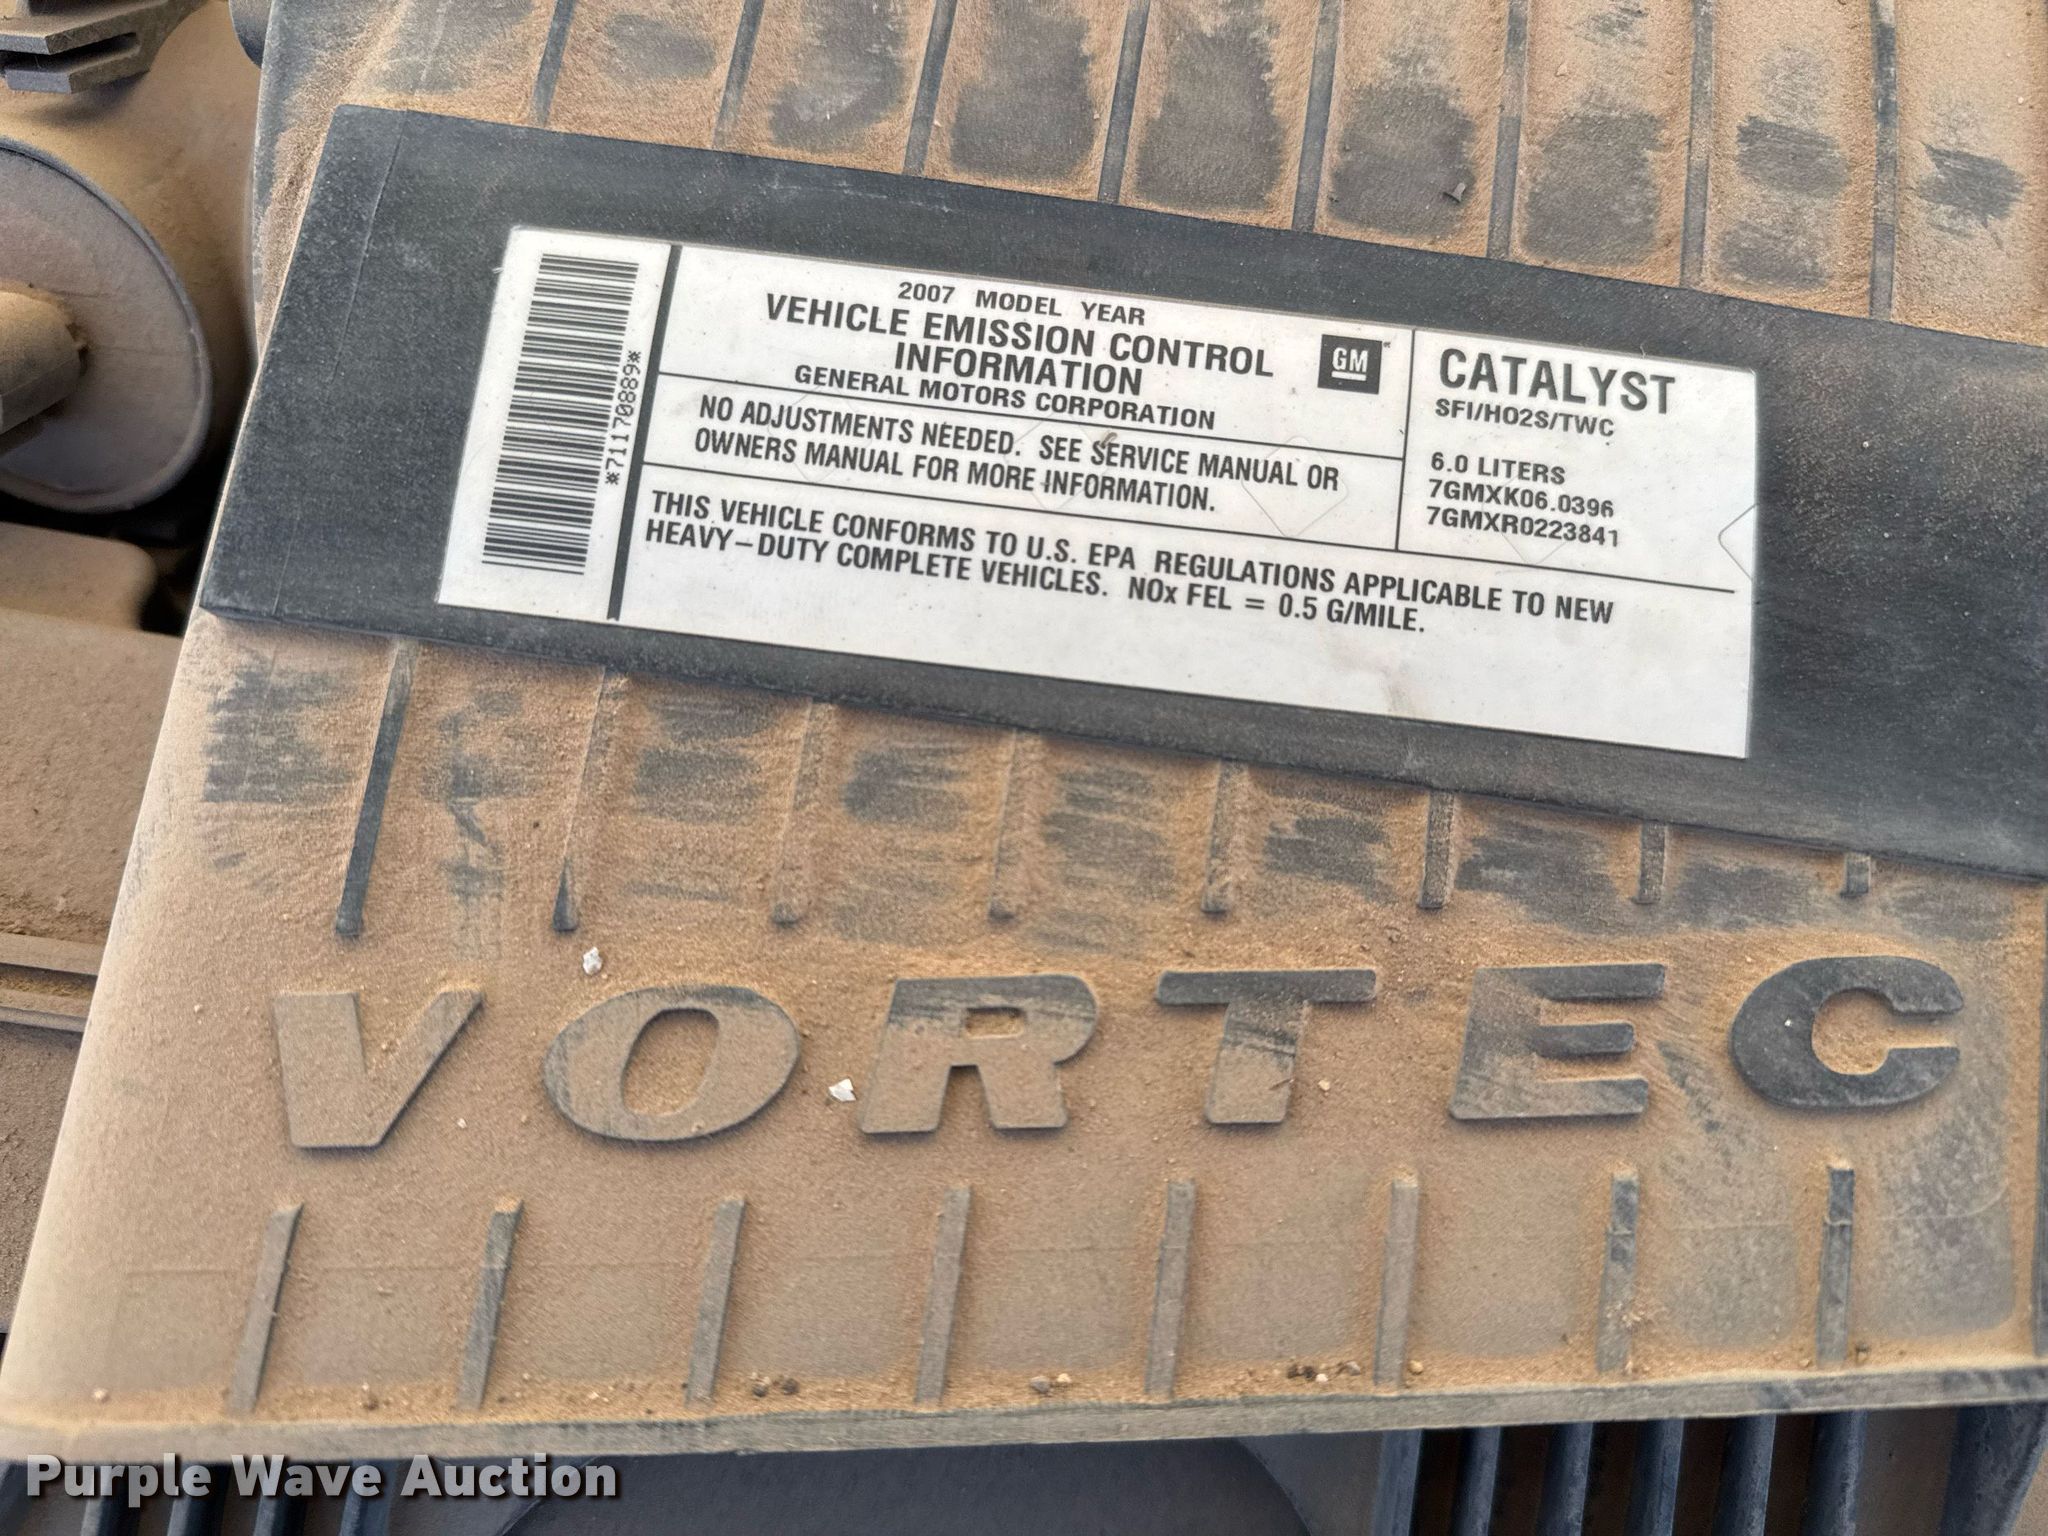 *71170889*
2007 MODEL YEAR
VEHICLE EMISSION CONTROL
INFORMATION
GENERAL MOTORS CORPORATION
GM
NO ADJUSTMENTS NEEDED. SEE SERVICE MANUAL OR
OWNERS MANUAL FOR MORE INFORMATION.
CATALYST
SFI/HO2S/TWC
6.0 LITERS
7GMXK06.0396
7GMXR0223841
THIS VEHICLE CONFORMS TO U.S. EPA REGULATIONS APPLICABLE TO NEW
HEAVY-DUTY COMPLETE VEHICLES. NOx FEL = 0.5 G/MILE.
VORTEC
Purple Wave Auction